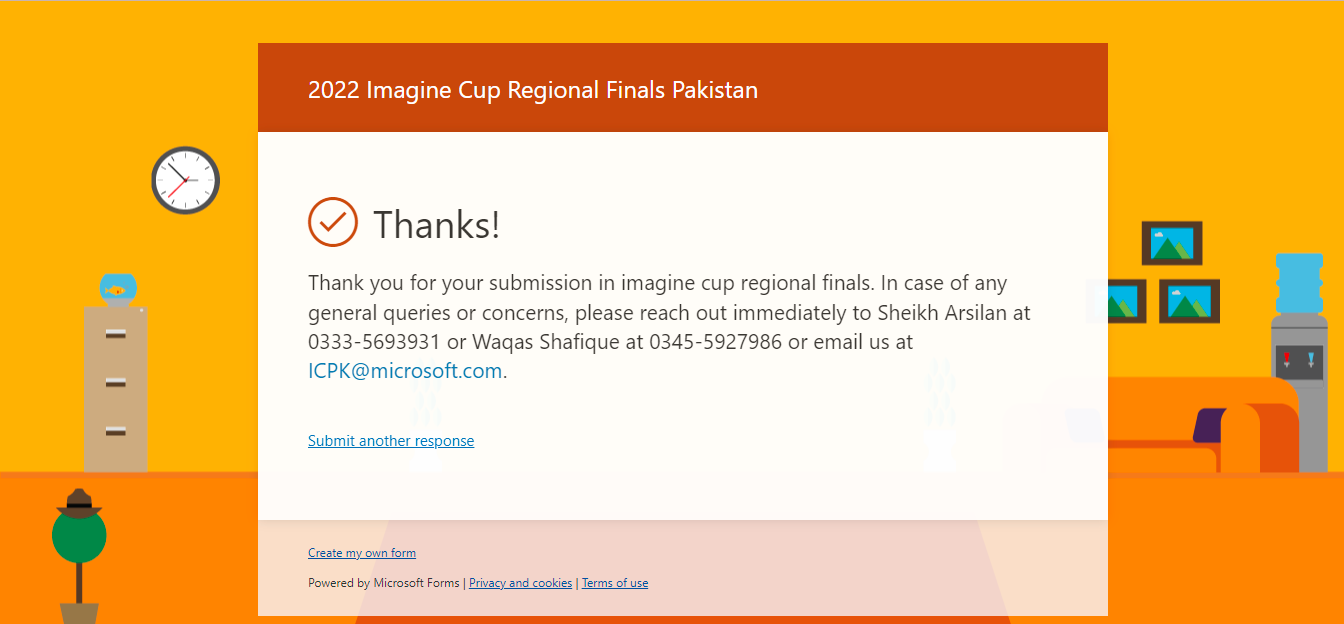 2022 Imagine Cup Regional Finals Pakistan
Thanks!
Thank you for your submission in imagine cup regional finals. In case of any
general queries or concerns, please reach out immediately to Sheikh Arsilan at
0333-5693931 or Waqas Shafique at 0345-5927986 or email us at
ICPK@microsoft.com.
Submit another response
Create my own form
Powered by Microsoft Forms | Privacy and cookies | Terms of use